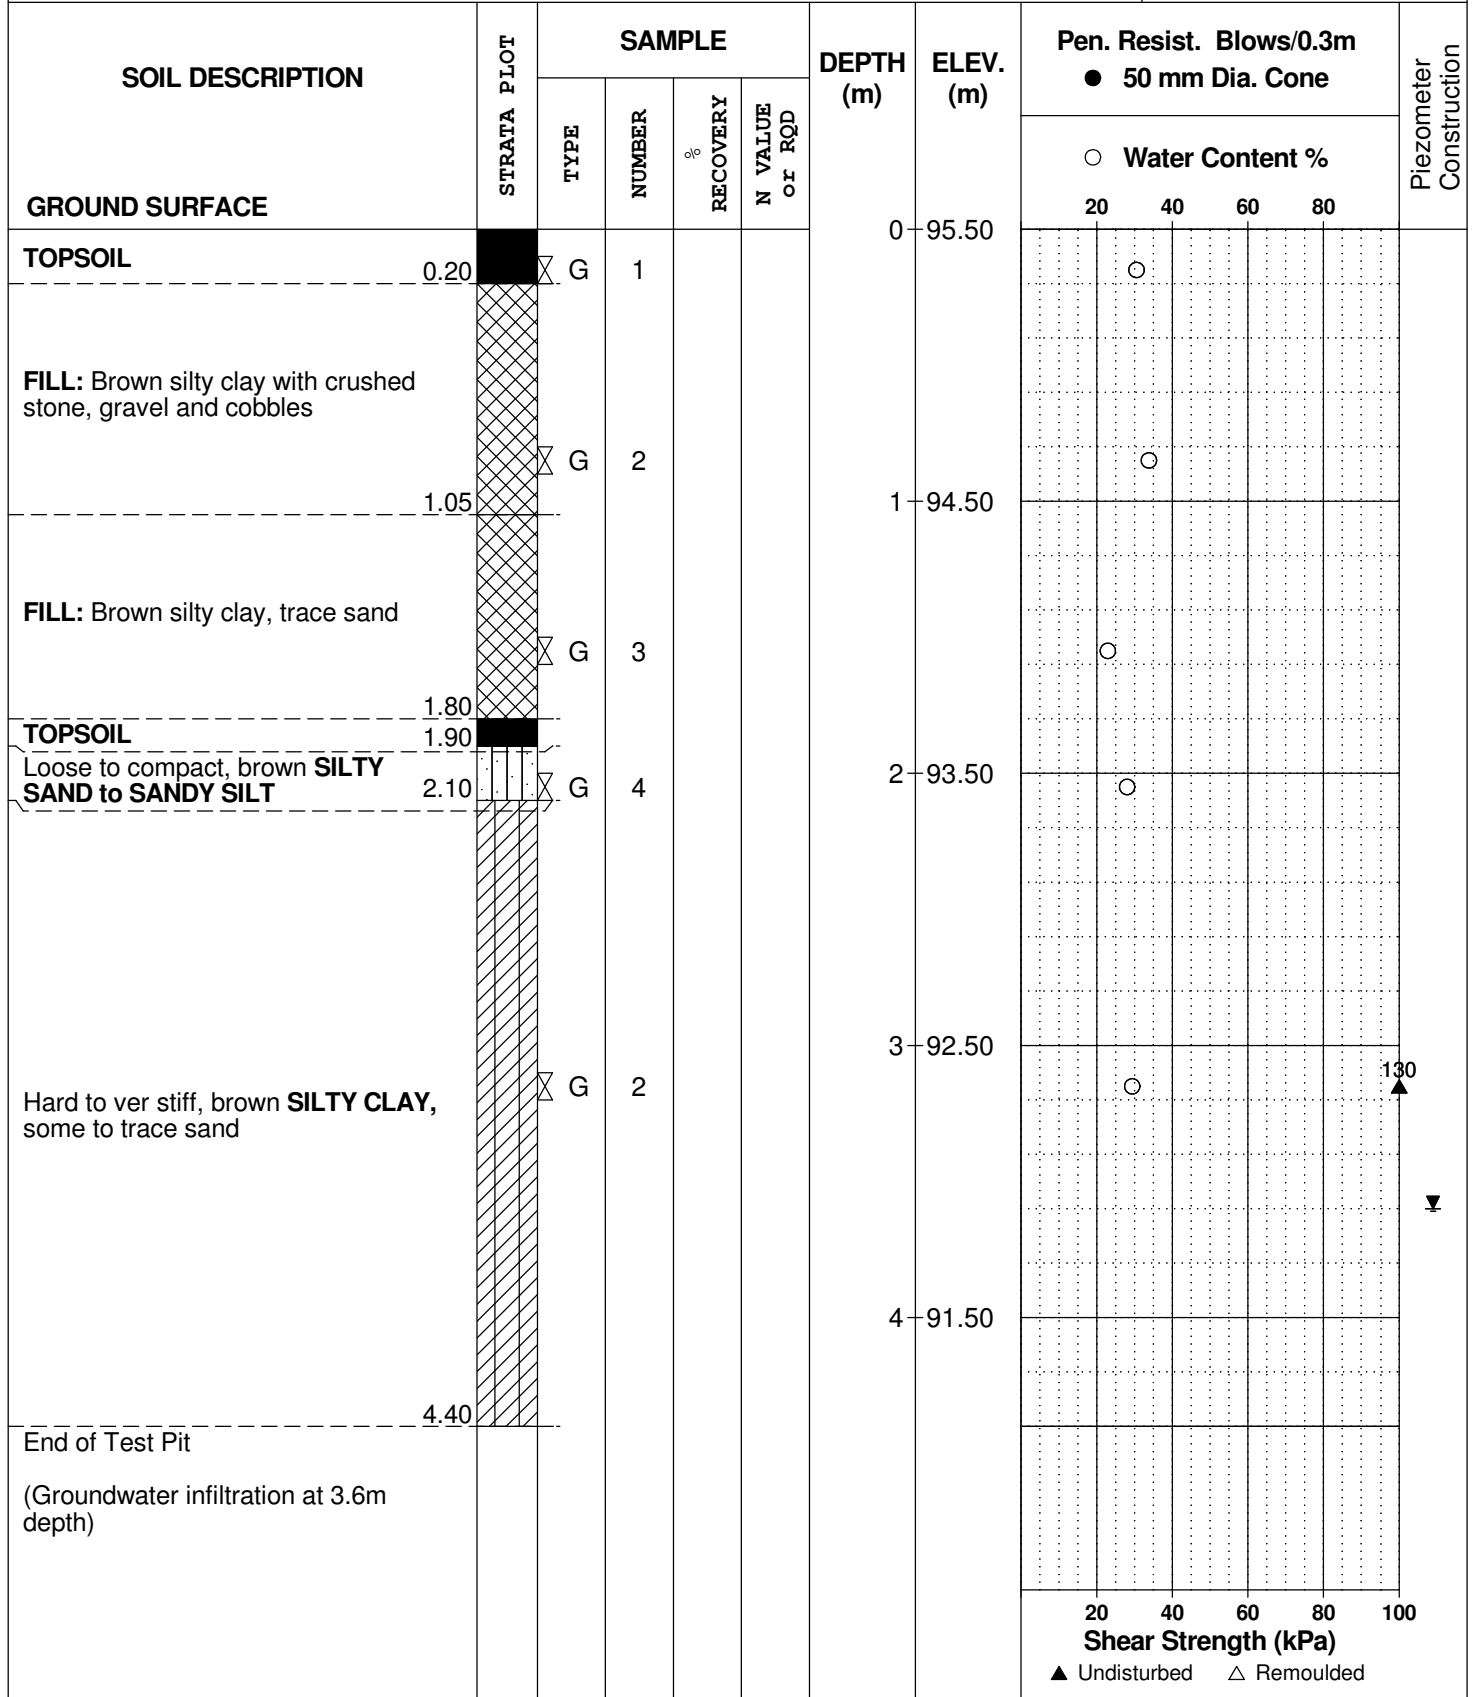 SOIL DESCRIPTION
GROUND SURFACE
STRATA PLOT
SAMPLE
TYPE
NUMBER
%
RECOVERY
N VALUE
or RQD
DEPTH
(m)
ELEV.
(m)
Pen. Resist. Blows/0.3m
● 50 mm Dia. Cone
○ Water Content %
20 40 60 80
Piezometer
Construction
0 95.50
TOPSOIL
0.20
G 1
FILL: Brown silty clay with crushed
stone, gravel and cobbles
G 2
1.05
1 94.50
FILL: Brown silty clay, trace sand
G 3
1.80
TOPSOIL
1.90
Loose to compact, brown SILTY
SAND to SANDY SILT
2.10
G 4
2 93.50
3 92.50
130
Hard to ver stiff, brown SILTY CLAY,
some to trace sand
G 2
4 91.50
4.40
End of Test Pit
(Groundwater infiltration at 3.6m
depth)
20 40 60 80 100
Shear Strength (kPa)
▲ Undisturbed △ Remoulded